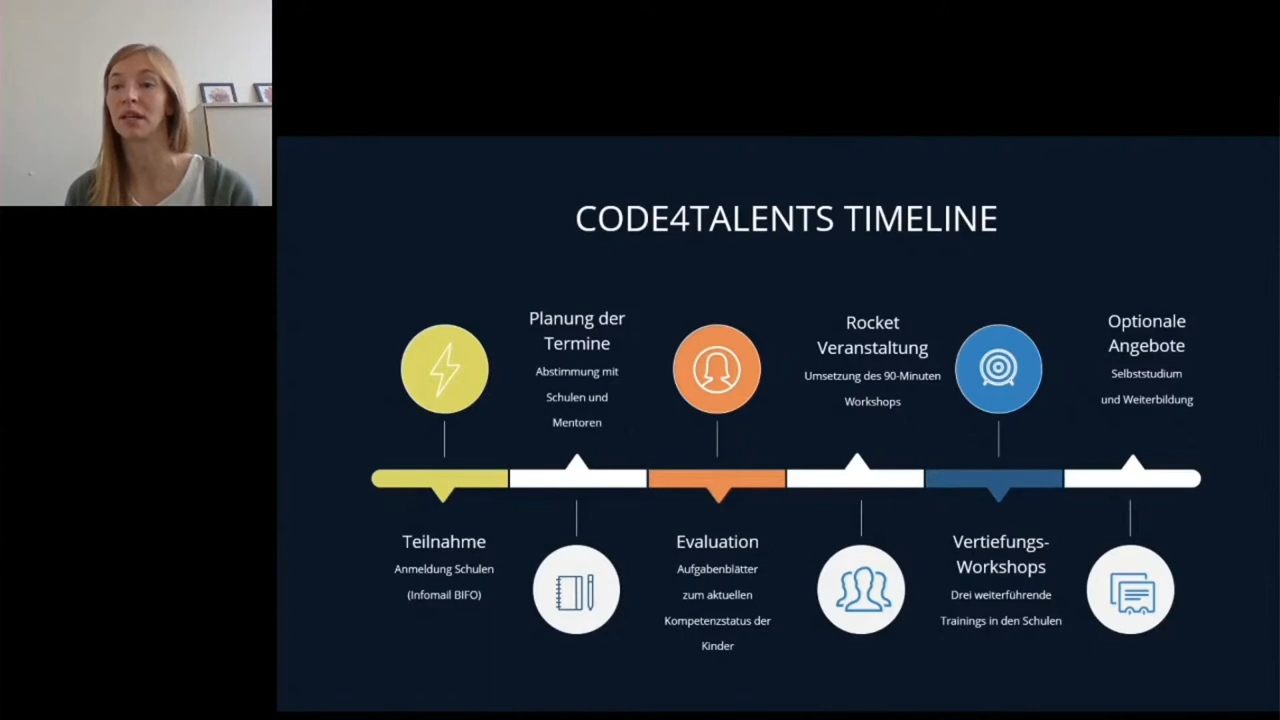 CODE4TALENTS TIMELINE
Planung der
Termine
Abstimmung mit
Schulen und
Mentoren
Rocket
Veranstaltung
Umsetzung des 90-Minuten
Workshops
Optionale
Angebote
Selbststudium
und Weiterbildung
Teilnahme
Anmeldung Schulen
(Infomail BIFO)
Evaluation
Aufgabenblätter
zum aktuellen
Kompetenzstatus der
Kinder
Vertiefungs-
Workshops
Drei weiterführende
Trainings in den Schulen